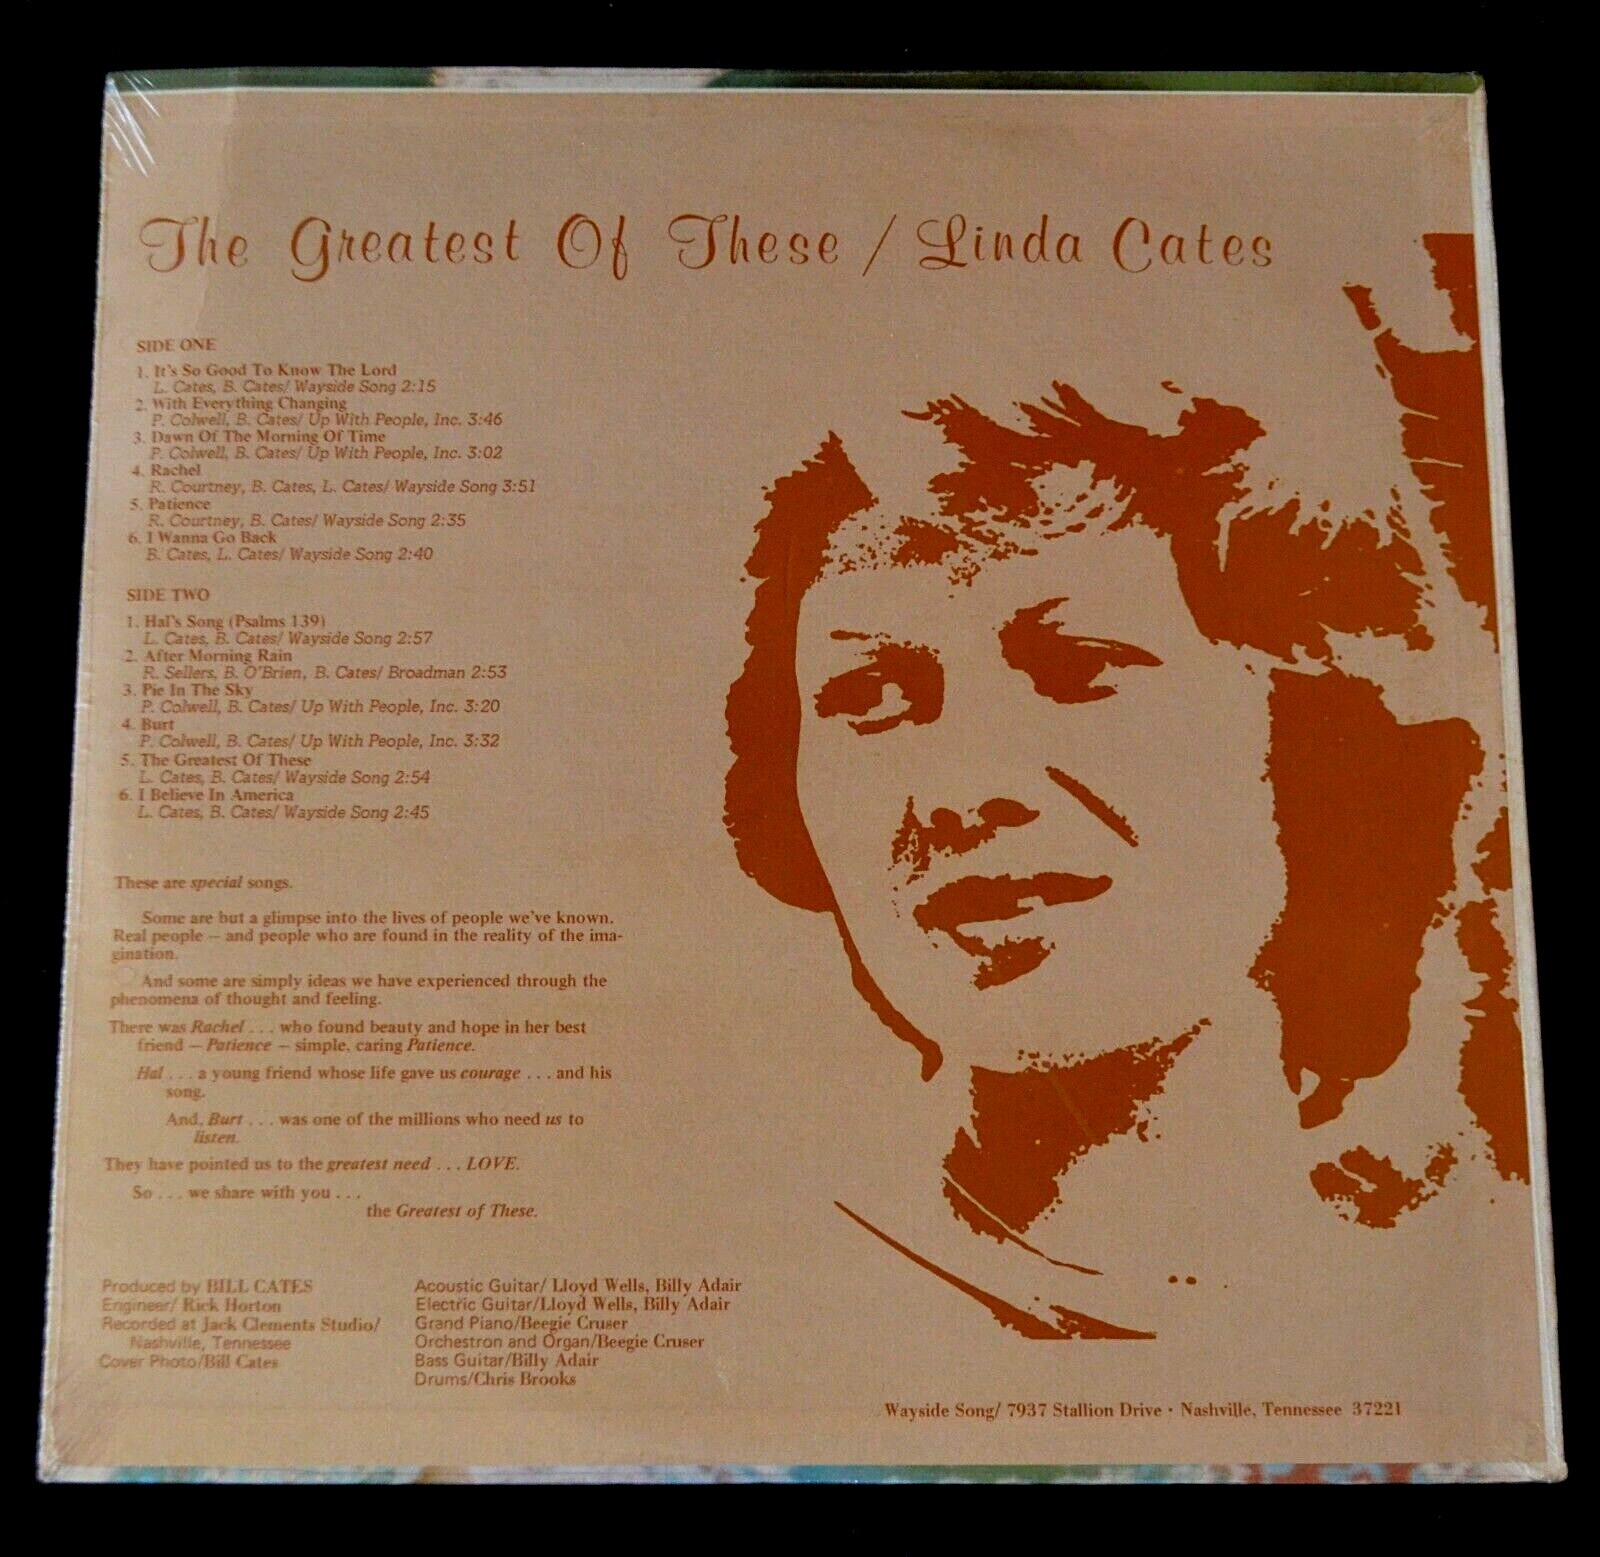 The Greatest Of These / Linda Cates
SIDE ONE
1. It's So Good To Know The Lord
L. Cates, B. Cates/ Wayside Song 2:15
2. With Everything Changing
P. Colwell, B. Cates/ Up With People, Inc. 3:46
3. Dawn Of The Morning Of Time
P. Colwell, B. Cates/ Up With People, Inc. 3:02
4. Rachel
R. Courtney, B. Cates, L. Cates/ Wayside Song 3:51
5. Patience
R. Courtney, B. Cates/ Wayside Song 2:35
6. I Wanna Go Back
B. Cates, L. Cates/ Wayside Song 2:40
SIDE TWO
1. Hal's Song (Psalms 139)
L. Cates, B. Cates/ Wayside Song 2:57
2. After Morning Rain
R. Sellers, B. O'Brien, B. Cates/ Broadman 2:53
3. Pie In The Sky
P. Colwell, B. Cates/ Up With People, Inc. 3:20
4. Burt
P. Colwell, B. Cates/ Up With People, Inc. 3:32
5. The Greatest Of These
L. Cates, B. Cates/ Wayside Song 2:54
6. I Believe In America
L. Cates, B. Cates/ Wayside Song 2:45
These are special songs.
Some are but a glimpse into the lives of people we've known.
Real people – and people who are found in the reality of the ima-
gination.
And some are simply ideas we have experienced through the
phenomena of thought and feeling.
There was Rachel . . . who found beauty and hope in her best
friend – Patience – simple, caring Patience.
Hal . . . a young friend whose life gave us courage . . . and his
song.
And, Burt . . . was one of the millions who need us to
listen.
They have pointed us to the greatest need . . . LOVE.
So . . . we share with you . . .
the Greatest of These.
Produced by BILL CATES
Engineer/ Rick Horton
Recorded at Jack Clements Studio/
Nashville, Tennessee
Cover Photo/Bill Cates
Acoustic Guitar/ Lloyd Wells, Billy Adair
Electric Guitar/Lloyd Wells, Billy Adair
Grand Piano/Beegie Cruser
Orchestron and Organ/Beegie Cruser
Bass Guitar/Billy Adair
Drums/Chris Brooks
Wayside Song/ 7937 Stallion Drive • Nashville, Tennessee 37221